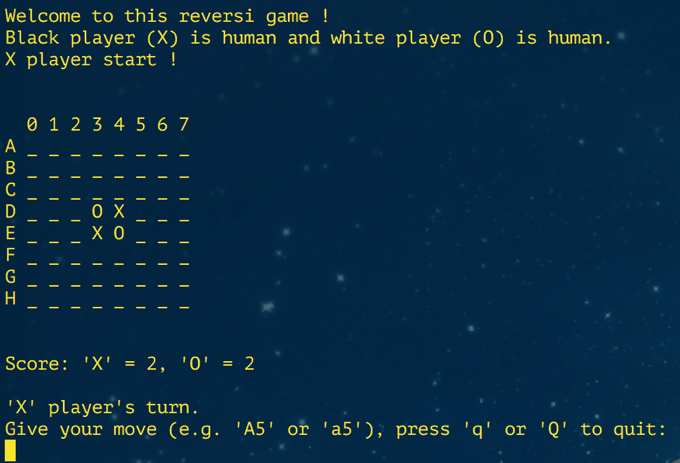 Welcome to this reversi game !
Black player (X) is human and white player (O) is human.
X player start !
0 1 2 3 4 5 6 7
A _ _ _ _ _ _ _ _
B _ _ _ _ _ _ _ _
C _ _ _ _ _ _ _ _
D _ _ _ O X _ _ _
E _ _ _ X O _ _ _
F _ _ _ _ _ _ _ _
G _ _ _ _ _ _ _ _
H _ _ _ _ _ _ _ _
Score: 'X' = 2, 'O' = 2
'X' player's turn.
Give your move (e.g. 'A5' or 'a5'), press 'q' or 'Q' to quit: